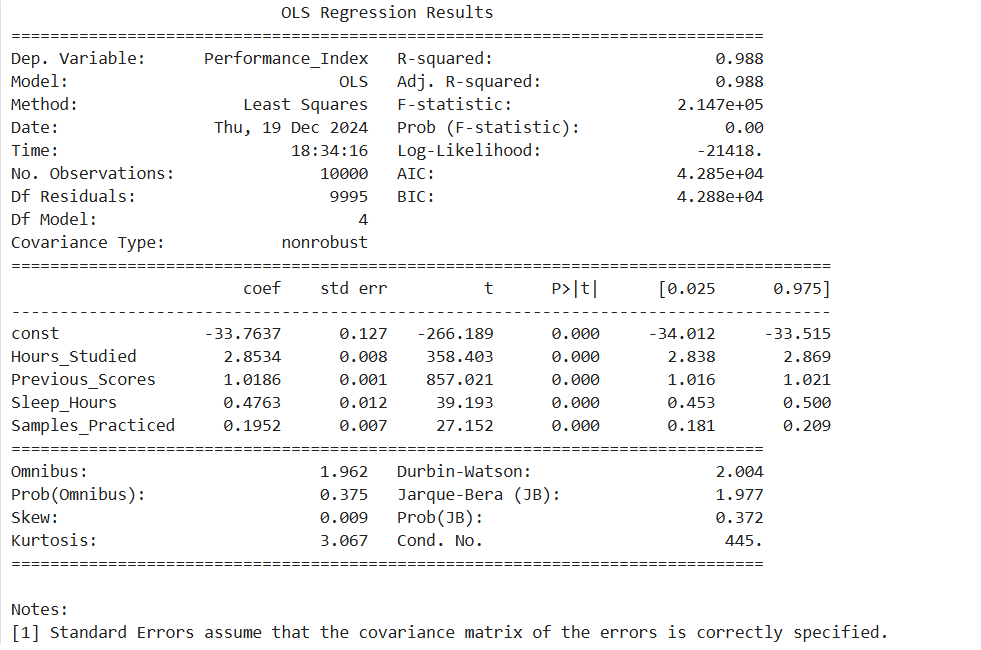 OLS Regression Results
==============================================================================
Dep. Variable:      Performance_Index   R-squared:                       0.988
Model:                            OLS   Adj. R-squared:                  0.988
Method:                 Least Squares   F-statistic:                 2.147e+05
Date:                Thu, 19 Dec 2024   Prob (F-statistic):               0.00
Time:                        18:34:16   Log-Likelihood:                -21418.
No. Observations:               10000   AIC:                         4.285e+04
Df Residuals:                    9995   BIC:                         4.288e+04
Df Model:                           4
Covariance Type:            nonrobust
=====================================================================================
                        coef    std err          t      P>|t|      [0.025      0.975]
-------------------------------------------------------------------------------------
const               -33.7637      0.127   -266.189      0.000     -34.012     -33.515
Hours_Studied         2.8534      0.008    358.403      0.000       2.838       2.869
Previous_Scores       1.0186      0.001    857.021      0.000       1.016       1.021
Sleep_Hours           0.4763      0.012     39.193      0.000       0.453       0.500
Samples_Practiced     0.1952      0.007     27.152      0.000       0.181       0.209
==============================================================================
Omnibus:                        1.962   Durbin-Watson:                   2.004
Prob(Omnibus):                  0.375   Jarque-Bera (JB):                1.977
Skew:                           0.009   Prob(JB):                        0.372
Kurtosis:                       3.067   Cond. No.                         445.
==============================================================================
Notes:
[1] Standard Errors assume that the covariance matrix of the errors is correctly specified.